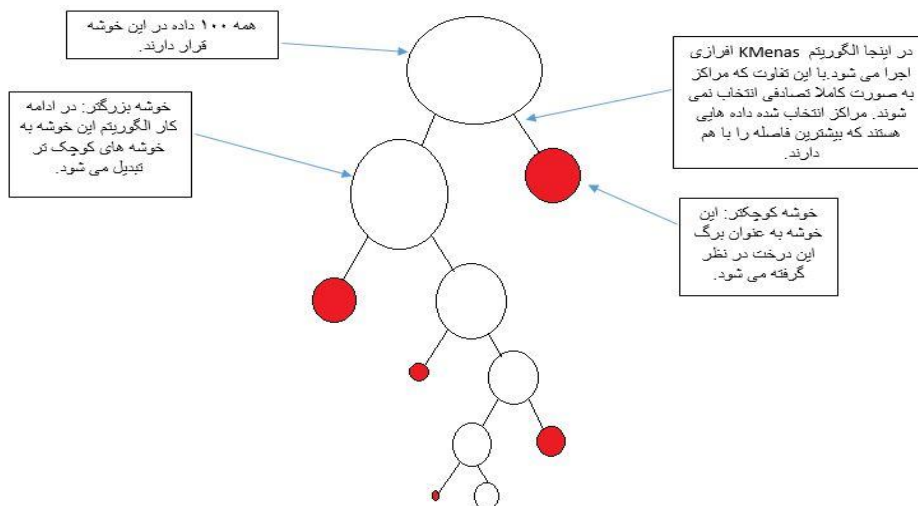 همه ۱۰۰ داده در این خوشه
قرار دارند.
در اینجا الگوریتم KMenas افرازی
اجرا می شود.با این تفاوت که مراکز
به صورت کاملا تصادفی انتخاب نمی
شوند. مراکز انتخاب شده داده هایی
هستند که بیشترین فاصله را با هم
دارند.
خوشه بزرگتر: در ادامه
کار الگوریتم این خوشه به
خوشه های کوچک تر
تبدیل می شود.
خوشه کوچکتر: این
خوشه به عنوان برگ
این درخت در نظر
گرفته می شود.